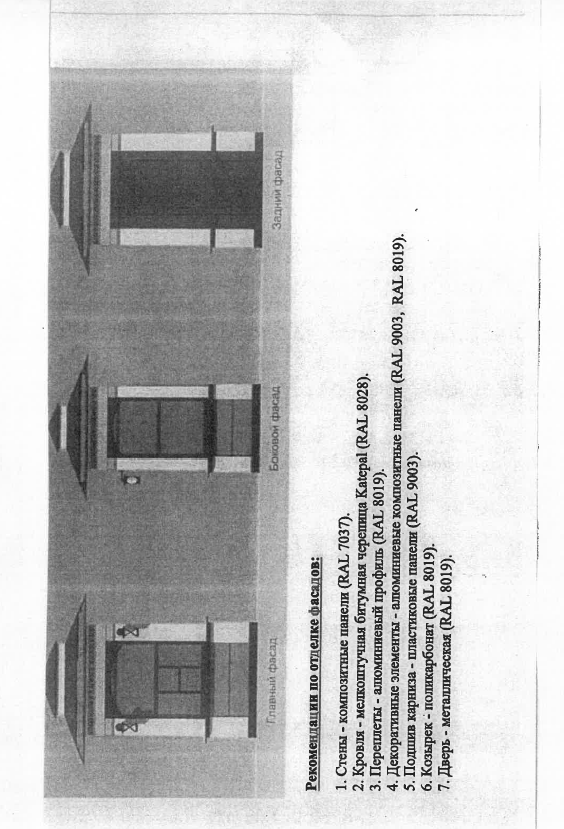 Главный фасад
Боковой фасад
Задний фасад
Рекомендации по отделке фасадов:
1. Стены - композитные панели (RAL 7037).
2. Кровля - мелкоштучная битумная черепица Katepal (RAL 8028).
3. Переплеты - алюминиевый профиль (RAL 8019).
4. Декоративные элементы - алюминиевые композитные панели (RAL 9003, RAL 8019).
5. Подшив карниза - пластиковые панели (RAL 9003).
6. Козырек - поликарбонат (RAL 8019).
7. Дверь - металлическая (RAL 8019).